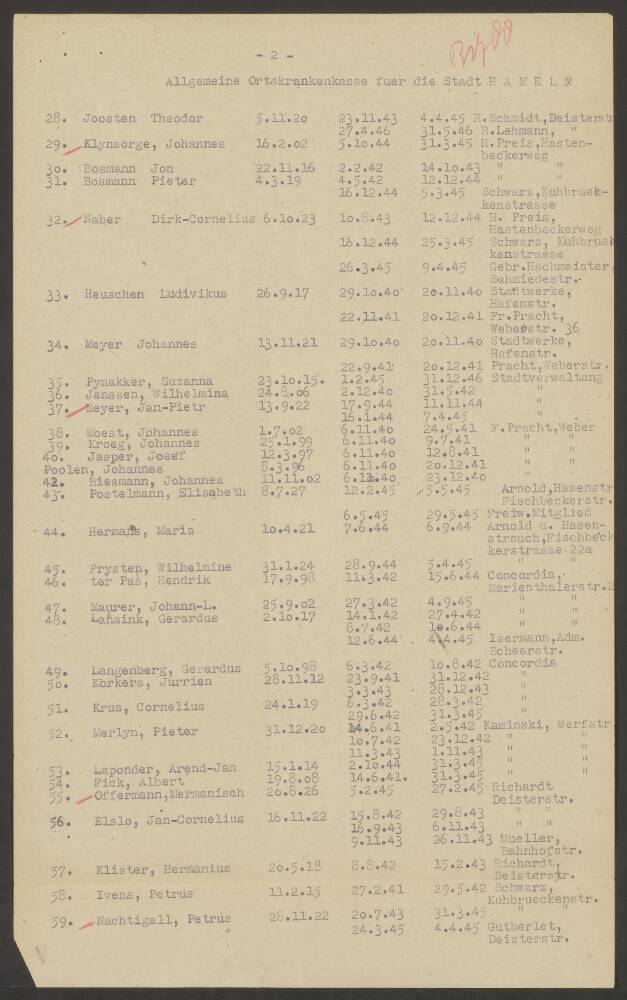 - 2 -
Allgemeine Ortskrankenkasse fuer die Stadt H A M E L N
28. Joosten Theodor 5.11.20 23.11.43 4.4.45 H.Schmidt,Deisterst
27.4.46 31.5.46 R.Lehmann, "
29. Klynsorge, Johannes 16.2.02 5.10.44 31.3.45 H.Preis,Hasten-
beckerweg
30. Bosmann Jon 22.11.16 2.2.42 14.10.43 " "
31. Bosmann Pieter 4.3.19 4.5.42 12.12.44 " "
16.12.44 5.3.45 Schwarz,Kuhbruek-
kenstrasse
32. Naber Dirk-Cornelius 6.10.23 10.8.43 12.12.44 H. Preis,
Hastenbeckerweg
16.12.44 25.3.45 Schwarz, Kuhbruek
kenstrasse
26.3.45 9.4.45 Gebr.Hachmeister,
Schmiedestr.-
33. Heuschen Ludivikus 26.9.17 29.10.40 20.11.40 Stadtwerke,
Hafenstr.
22.11.41 20.12.41 Fr.Pracht,
Weberstr. 36
34. Meyer Johannes 13.11.21 29.10.40 20.11.40 Stadtwerke,
Hafenstr.
22.9.41 20.12.41 Pracht,Weberstr.
35. Pynakker, Suzanna 23.10.15. 1.2.45 31.12.46 Stadtverwaltung
36. Jenssen, Wilhelmina 24.8.06 2.12.40 31.5.42 "
37. Meyer, Jan-Pietr 13.9.22 17.9.44 11.11.44 "
16.1.44 7.4.45 "
38. Moest, Johannes 1.7.02 6.11.40 24.5.41 F.Pracht,Weber
39. Kroeg, Johannes 25.1.99 6.11.40 9.7.41 " "
40. Jasper, Josef 12.3.97 6.11.40 12.8.41 " "
Poolen, Johannes 8.3.96 6.11.40 20.12.41 " "
42. Biesmann, Johannes 11.11.02 6.11.40 23.12.40
43. Postelmann, Elisabeth 8.7.27 12.2.45 5.5.45 Arnold,Hasenstr
Fischbeckerstr.
6.5.45 29.5.45 Freiw.Mitglied
44. Hermans, Maria 10.4.21 7.6.44 6.9.44 Arnold u. Hasen-
strauch,Fischbeck
kerstrasse 22a
45. Frysten, Wilhelmine 31.1.24 28.9.44 5.4.45 "
46. ter Pas, Hendrik 17.9.98 11.3.42 15.6.44 Concordia,
Marienthalerstr.2
47. Maurer, Johann-L. 25.9.02 27.3.42 4.9.45 " "
48. Lansink, Gerardus 2.10.17 14.1.42 27.4.42 " "
8.7.42 10.6.44 " "
12.6.44 4.4.45 Isermann,Adm.
Scheerstr.
49. Langenberg, Gerardus 5.10.98 6.3.42 10.8.42 Concordia
50. Korkers, Jurrien 28.11.12 23.9.41 31.12.42 "
3.3.43 28.12.43 "
51. Krus, Cornelius 24.1.19 6.3.42 28.3.42 "
29.6.42 31.3.45 "
52. Merlyn, Pieter 31.12.20 14.6.41 2.5.42 Kaminski, Werfstr
10.7.42 23.12.42 " "
11.3.43 1.11.43 " "
53. Laponder, Arend-Jan 15.1.14 2.10.44 31.3.45 " "
54. Fick, Albert 19.8.08 14.6.41. 31.3.45 " "
55. Offermann,Mermanisch 20.8.26 5.2.45 27.2.45 Richardt
Deisterstr.
56. Elslo, Jan-Cornelius 16.11.22 15.8.42 29.8.43 " "
16.9.43 6.11.43 " "
9.11.43 26.11.43 Mueller,
Bahnhofstr.
57. Klister, Hermanius 20.5.18 8.8.42 15.2.43 Richardt,
Deisterstr.
58. Ivens, Petrus 11.2.15 27.2.41 29.5.42 Schwarz,
Kuhbrueckenstr.
59. Nachtigall, Petrus 28.11.22 20.7.43 31.3.45 " "
24.3.45 4.4.45 Gutberlet,
Deisterstr.